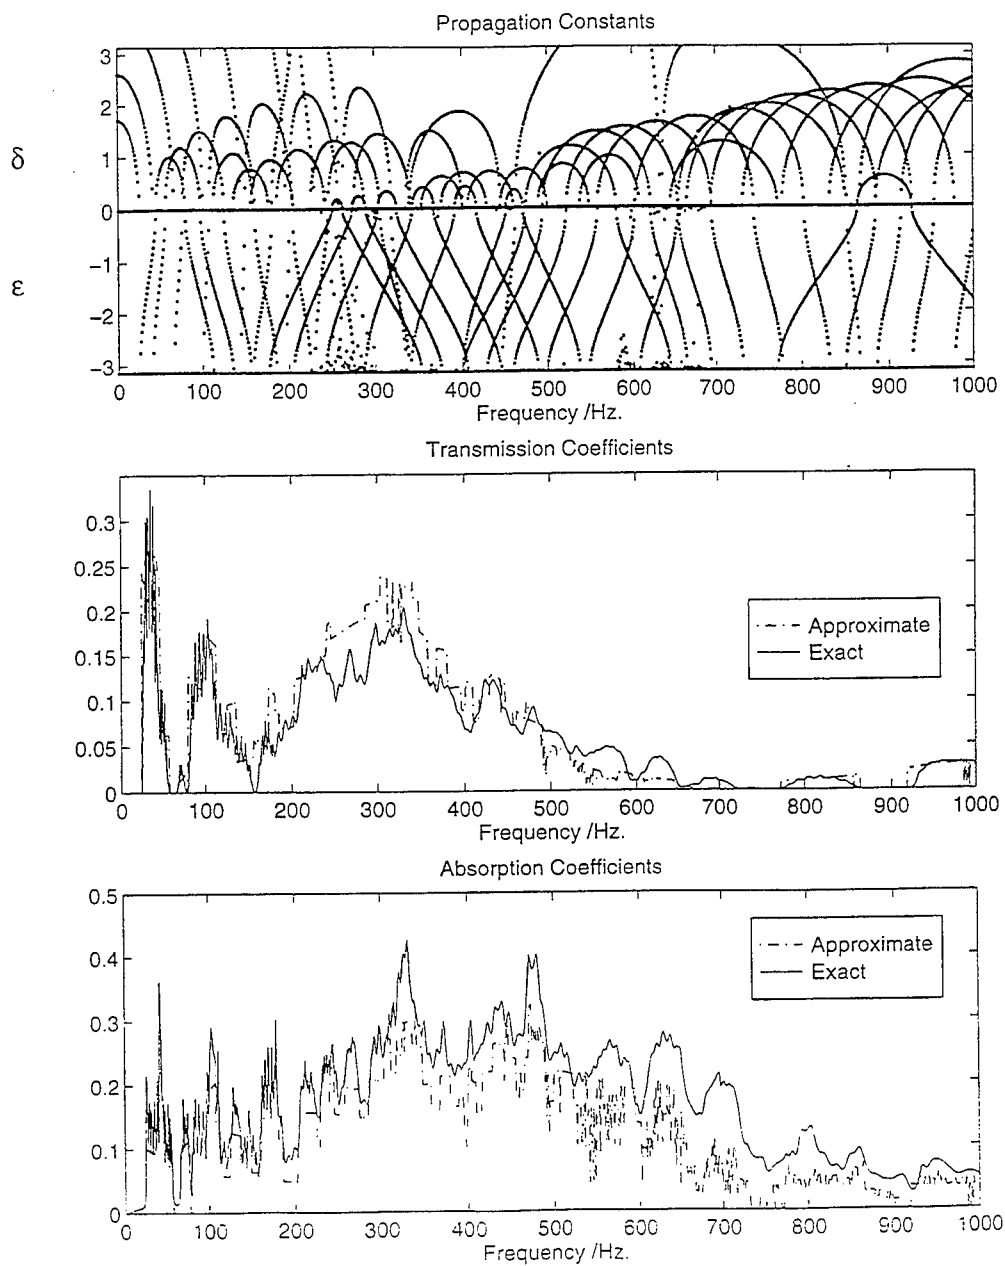 Propagation Constants
3
2
δ
1
0
−1
ε
−2
−3
0 100 200 300 400 500 600 700 800 900 1000
Frequency /Hz.
Transmission Coefficients
0.3
0.25
0.2
Approximate
0.15
Exact
0.1
0.05
0
0 100 200 300 400 500 600 700 800 900 1000
Frequency /Hz.
Absorption Coefficients
0.5
Approximate
0.4
Exact
0.3
0.2
0.1
0
0 100 200 300 400 500 600 700 800 900 1000
Frequency /Hz.